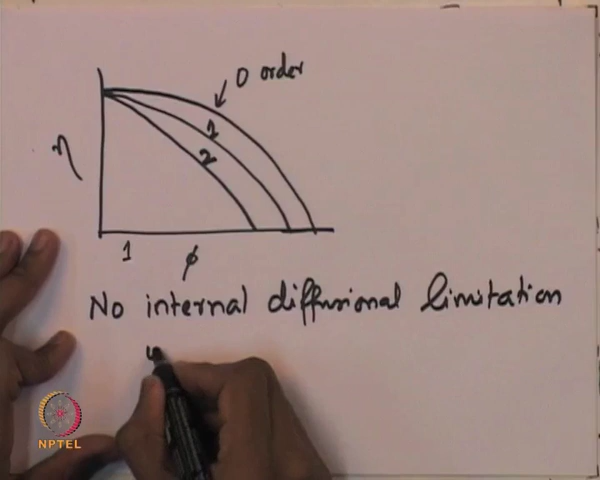 0 order
1
2
η
1
φ
No internal diffusional limitation
NPTEL